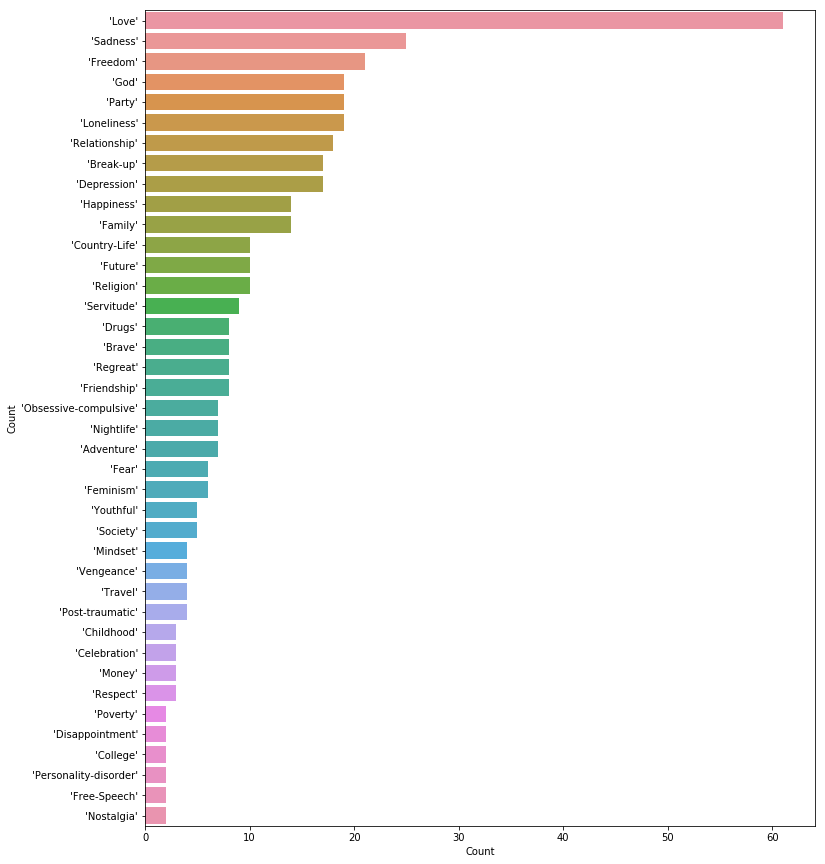 'Love'
'Sadness'
'Freedom'
'God'
'Party'
'Loneliness'
'Relationship'
'Break-up'
'Depression'
'Happiness'
'Family'
'Country-Life'
'Future'
'Religion'
'Servitude'
'Drugs'
'Brave'
'Regreat'
'Friendship'
Count
'Obsessive-compulsive'
'Nightlife'
'Adventure'
'Fear'
'Feminism'
'Youthful'
'Society'
'Mindset'
'Vengeance'
'Travel'
'Post-traumatic'
'Childhood'
'Celebration'
'Money'
'Respect'
'Poverty'
'Disappointment'
'College'
'Personality-disorder'
'Free-Speech'
'Nostalgia'
0 10 20 30 40 50 60
Count